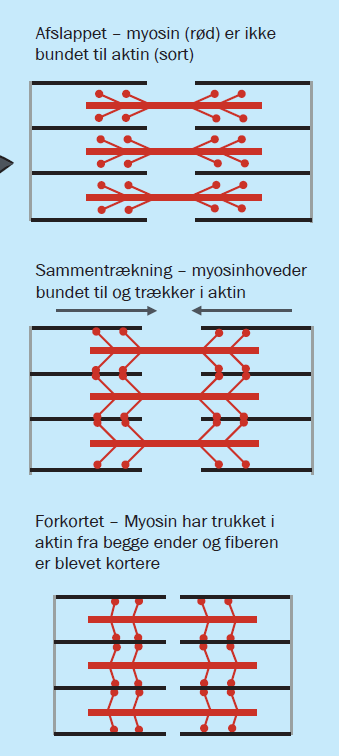 Afslappet – myosin (rød) er ikke
bundet til aktin (sort)
Sammentrækning – myosinhoveder
bundet til og trækker i aktin
Forkortet – Myosin har trukket i
aktin fra begge ender og fiberen
er blevet kortere